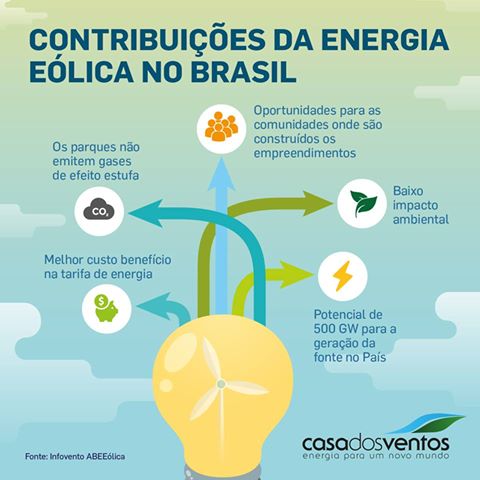 CONTRIBUIÇÕES DA ENERGIA
EÓLICA NO BRASIL
Oportunidades para as
comunidades onde são
construídos os
empreendimentos
Os parques não
emitem gases
de efeito estufa
CO₂
Baixo
impacto
ambiental
Melhor custo benefício
na tarifa de energia
$
Potencial de
500 GW para a
geração da
fonte no País
casadosventos
energia para um novo mundo
Fonte: Infovento ABEEólica